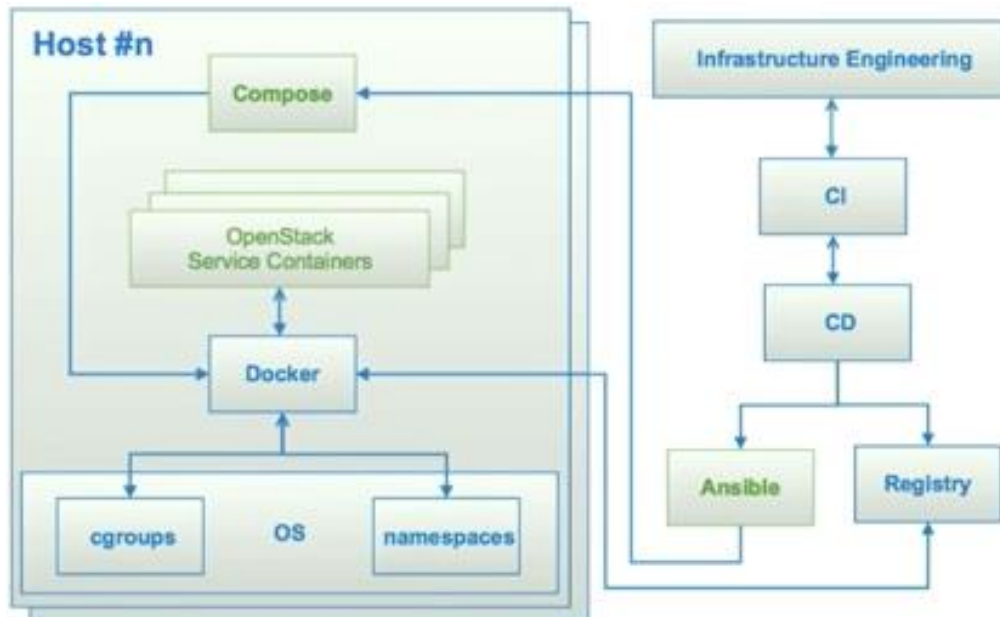 Host #n
Compose
OpenStack
Service Containers
Docker
cgroups
OS
namespaces
Infrastructure Engineering
CI
CD
Ansible
Registry